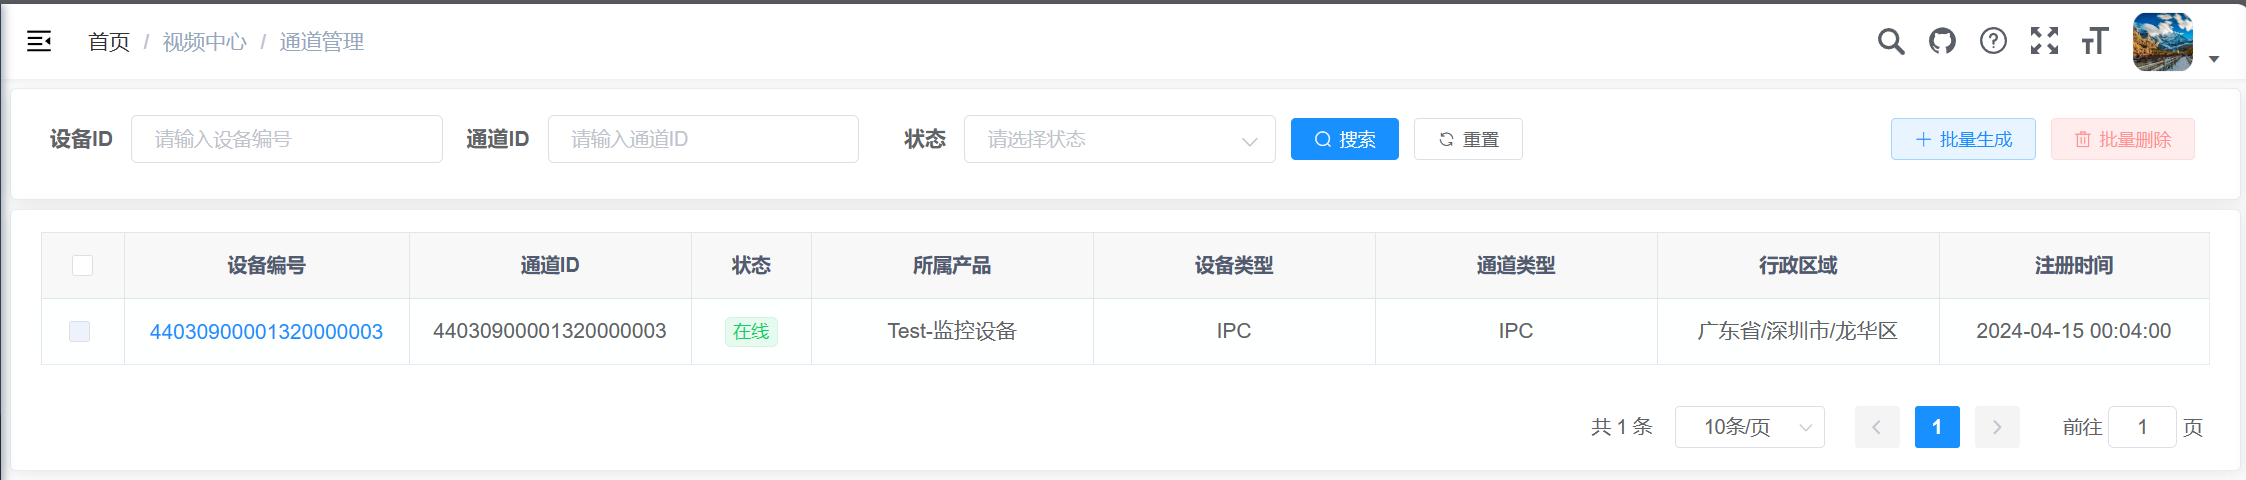 首页 / 视频中心 / 通道管理
设备ID 请输入设备编号 通道ID 请输入通道ID 状态 请选择状态 搜索 重置 批量生成 批量删除
设备编号 通道ID 状态 所属产品 设备类型 通道类型 行政区域 注册时间
44030900001320000003 44030900001320000003 在线 Test-监控设备 IPC IPC 广东省/深圳市/龙华区 2024-04-15 00:04:00
共 1 条 10条/页 1 前往 1 页